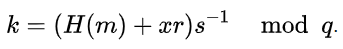 k = (H(m) + xr)s⁻¹ mod q.